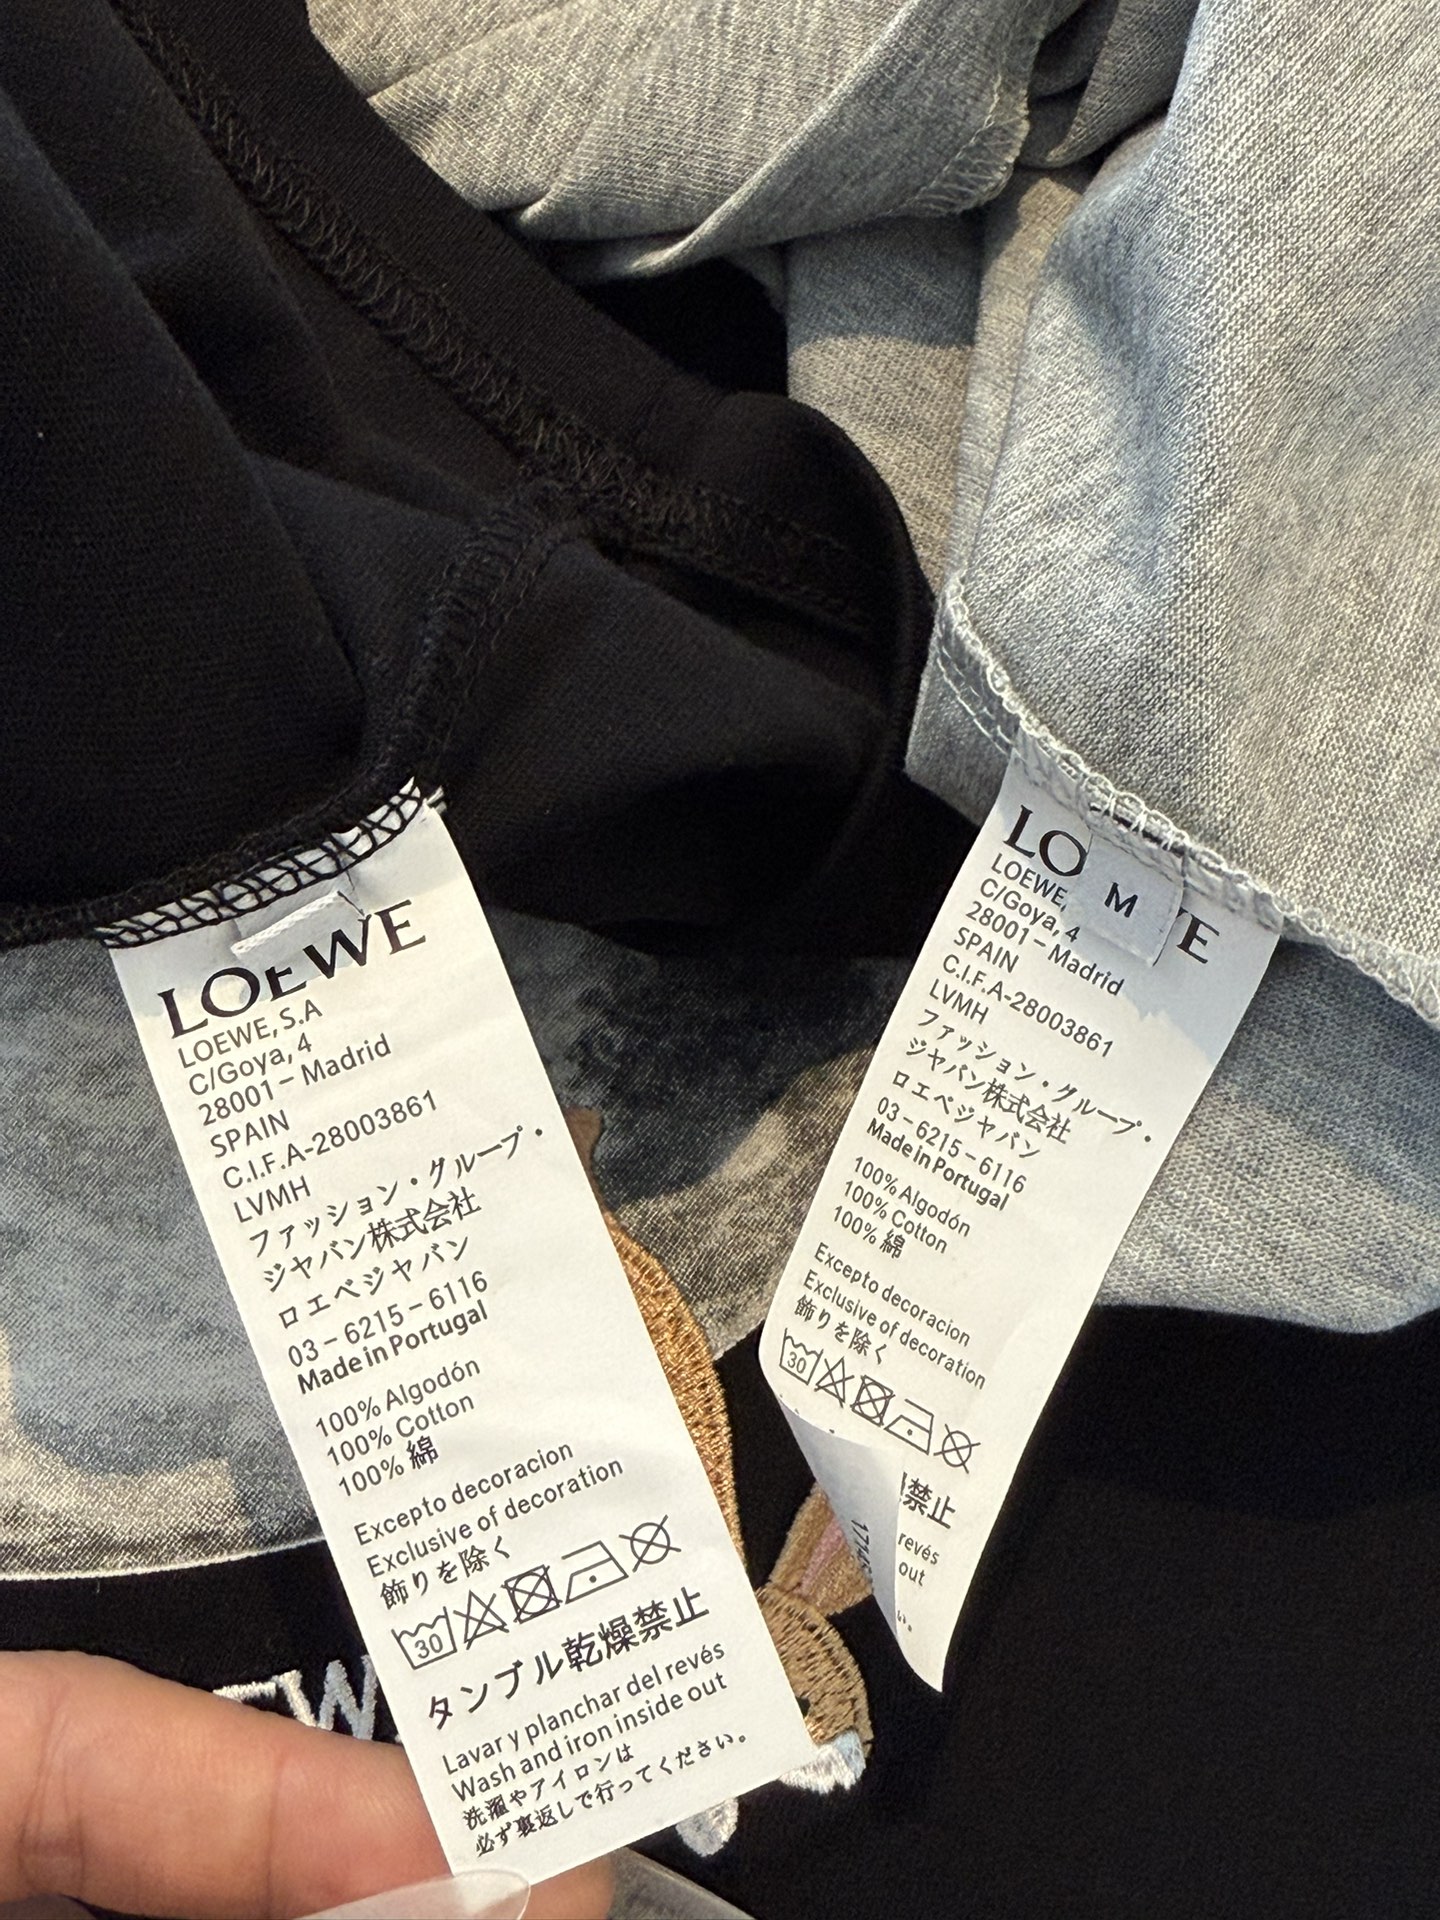 LOEWE
LOEWE, S.A
C/Goya, 4
28001 – Madrid
SPAIN
C.I.F.A-28003861
LVMH
ファッション・グループ・
ジャパン株式会社
ロエベジャパン
03－6215－6116
Made in Portugal
100% Algodón
100% Cotton
100% 綿
Excepto decoracion
Exclusive of decoration
飾りを除く
30
タンブル乾燥禁止
Lavar y planchar del revés
Wash and iron inside out
洗濯やアイロンは
必ず裏返しで行ってください。
LO WE
M
LOEWE,
C/Goya, 4
28001 – Madrid
SPAIN
C.I.F.A-28003861
LVMH
ファッション・グループ・
ジャパン株式会社
ロエベジャパン
03－6215－6116
Made in Portugal
100% Algodón
100% Cotton
100% 綿
Excepto decoracion
Exclusive of decoration
飾りを除く
30
禁止
revés
out
い。